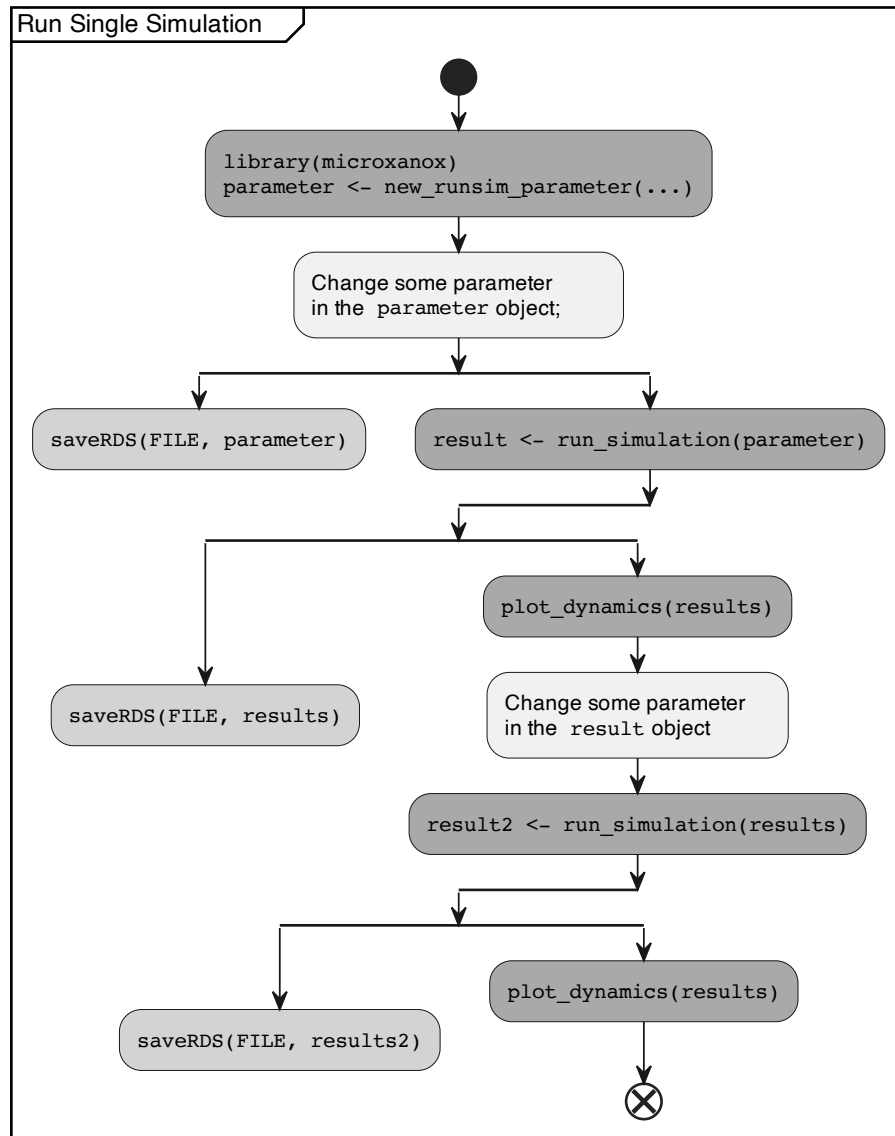 Run Single Simulation
library(microxanox)
parameter <- new_runsim_parameter(...)
Change some parameter
in the parameter object;
saveRDS(FILE, parameter)
result <- run_simulation(parameter)
plot_dynamics(results)
saveRDS(FILE, results)
Change some parameter
in the result object
result2 <- run_simulation(results)
plot_dynamics(results)
saveRDS(FILE, results2)